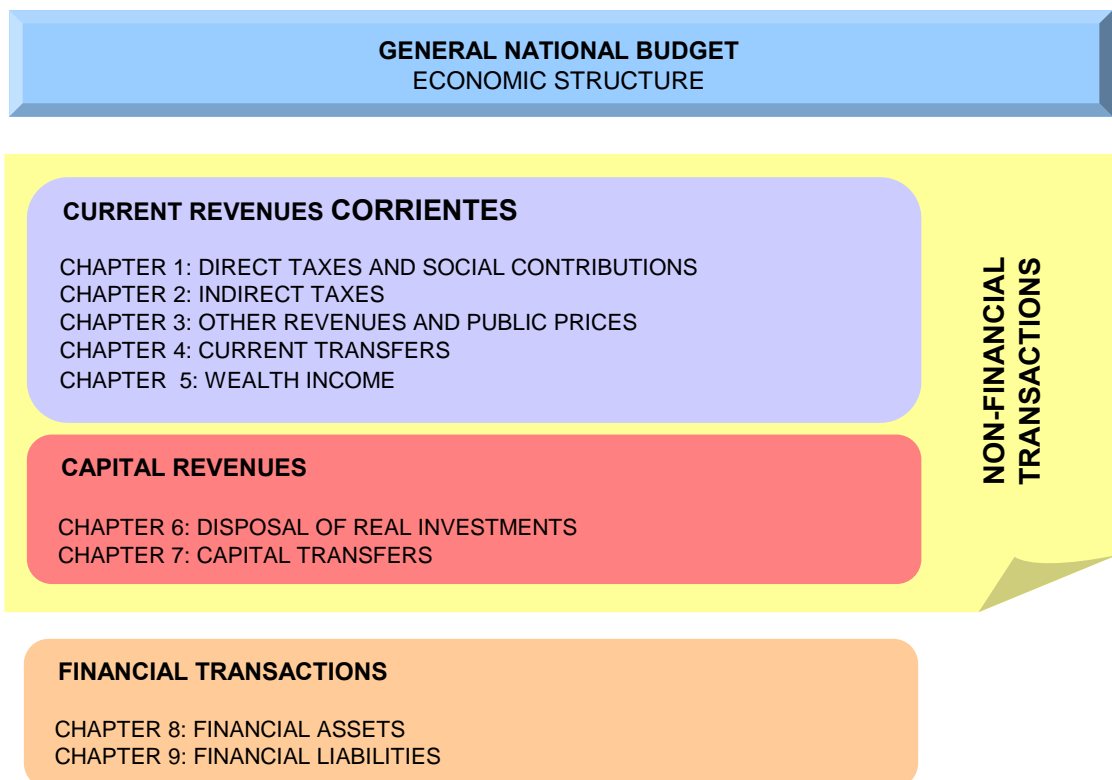 GENERAL NATIONAL BUDGET
ECONOMIC STRUCTURE
CURRENT REVENUES CORRIENTES
CHAPTER 1: DIRECT TAXES AND SOCIAL CONTRIBUTIONS
CHAPTER 2: INDIRECT TAXES
CHAPTER 3: OTHER REVENUES AND PUBLIC PRICES
CHAPTER 4: CURRENT TRANSFERS
CHAPTER 5: WEALTH INCOME
NON-FINANCIAL
TRANSACTIONS
CAPITAL REVENUES
CHAPTER 6: DISPOSAL OF REAL INVESTMENTS
CHAPTER 7: CAPITAL TRANSFERS
FINANCIAL TRANSACTIONS
CHAPTER 8: FINANCIAL ASSETS
CHAPTER 9: FINANCIAL LIABILITIES